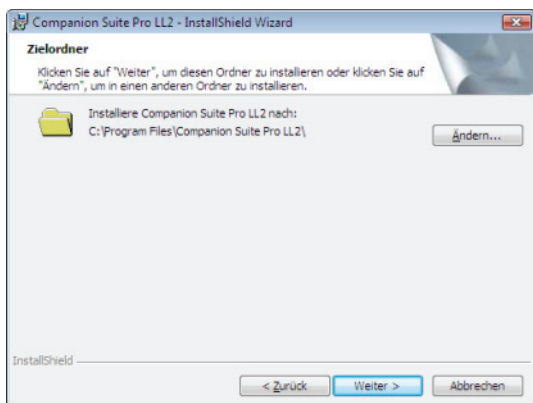 Companion Suite Pro LL2 - InstallShield Wizard
Zielordner
Klicken Sie auf "Weiter", um diesen Ordner zu installieren oder klicken Sie auf
"Ändern", um in einen anderen Ordner zu installieren.
Installiere Companion Suite Pro LL2 nach:
C:\Program Files\Companion Suite Pro LL2\
Ändern...
InstallShield
< Zurück
Weiter >
Abbrechen